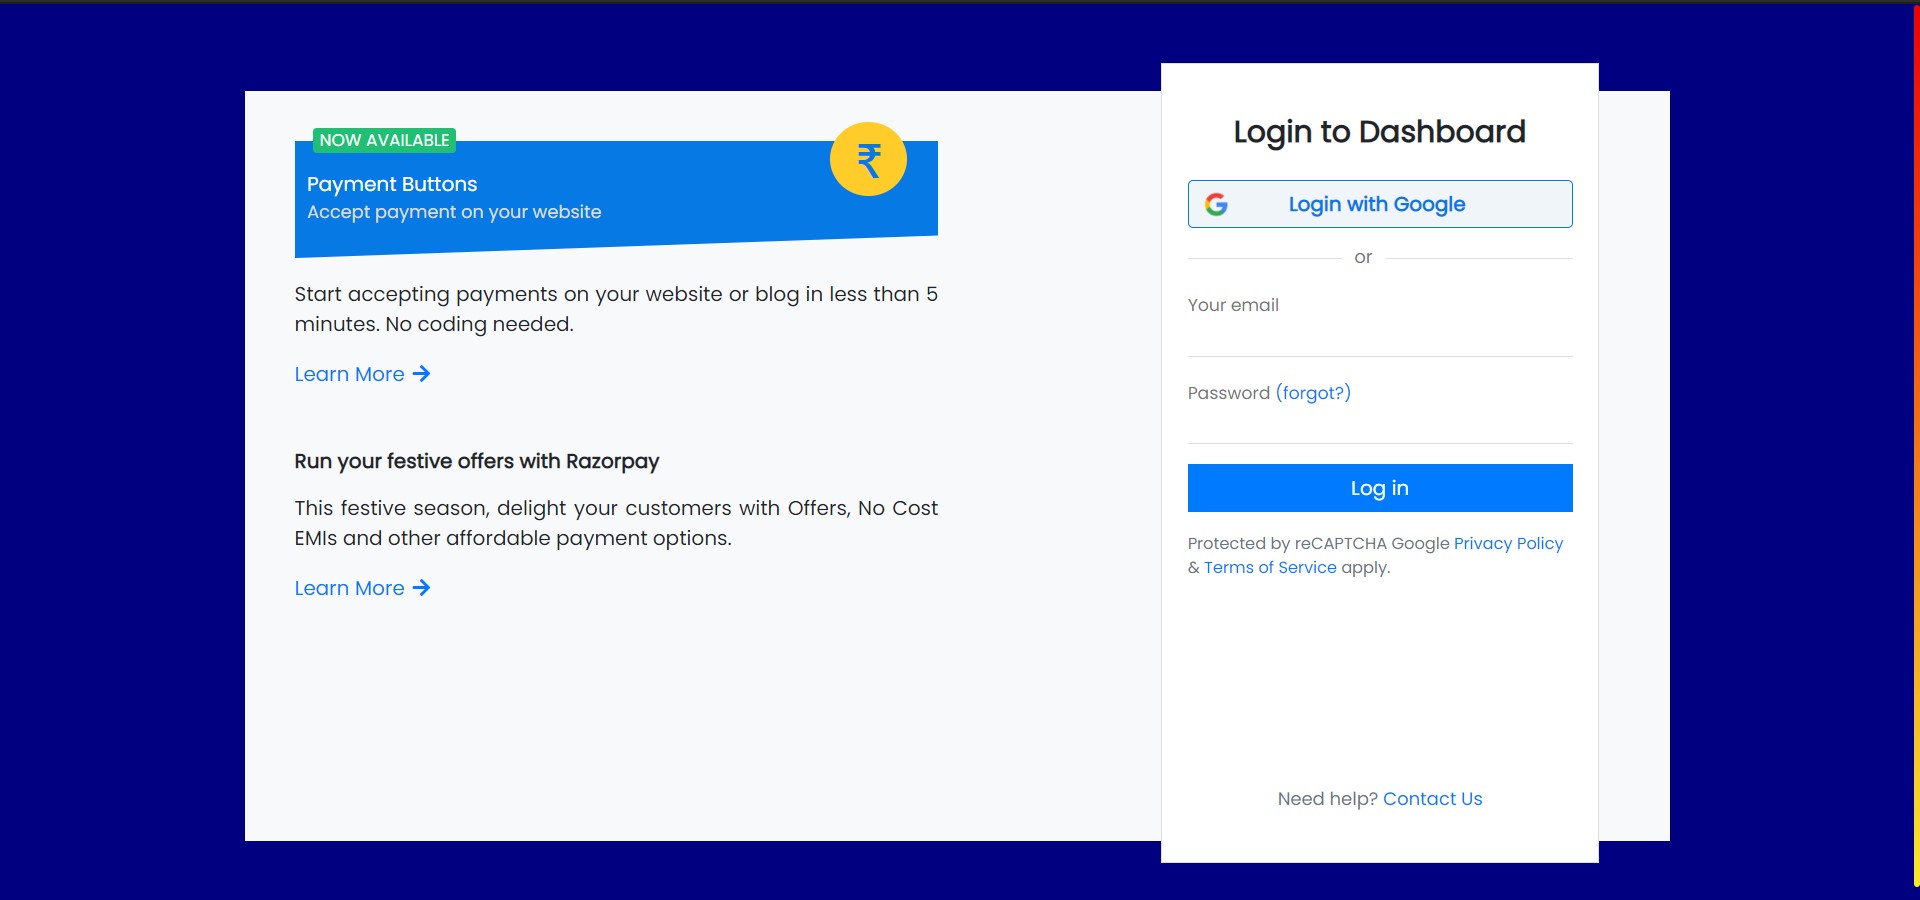 NOW AVAILABLE
₹
Payment Buttons
Accept payment on your website
Start accepting payments on your website or blog in less than 5
minutes. No coding needed.
Learn More →
Run your festive offers with Razorpay
This festive season, delight your customers with Offers, No Cost
EMIs and other affordable payment options.
Learn More →
Login to Dashboard
Login with Google
or
Your email
Password (forgot?)
Log in
Protected by reCAPTCHA Google Privacy Policy
& Terms of Service apply.
Need help? Contact Us